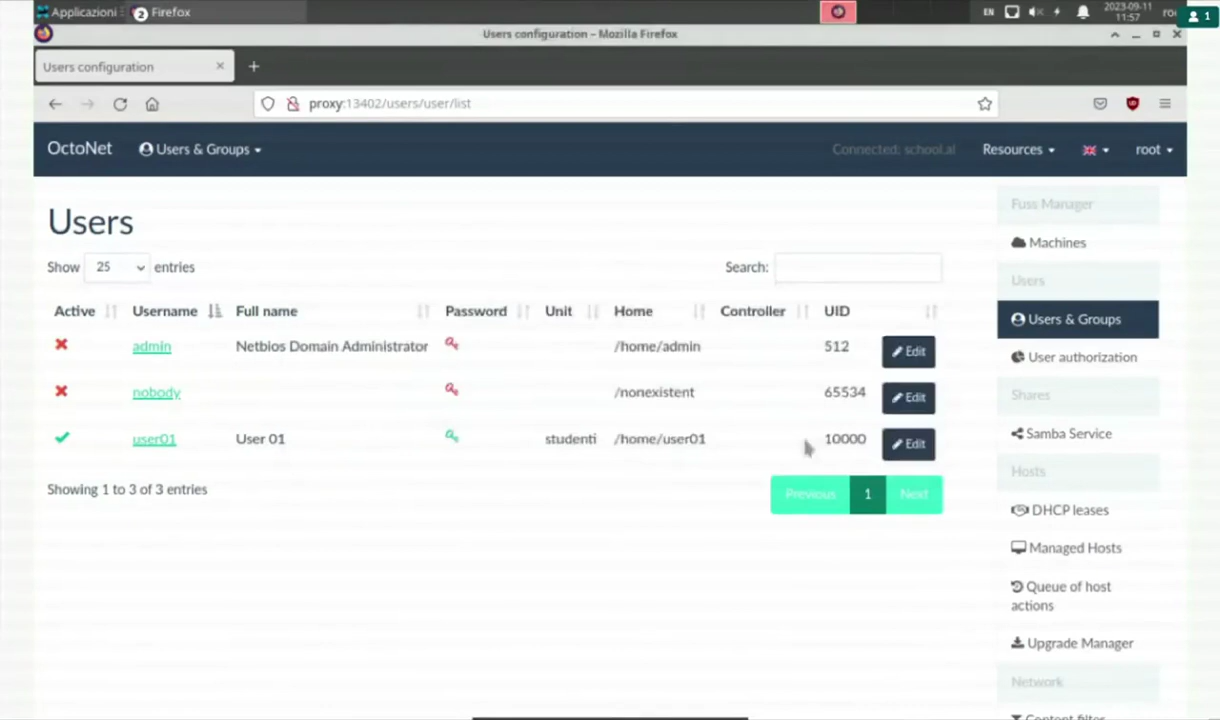 Applicazioni
2 Firefox
EN
2023-09-11
11:57
1
Users configuration – Mozilla Firefox
Users configuration
proxy:13402/users/user/list
OctoNet
Users & Groups
Connected: school.al
Resources
root
Users
Show 25 entries
Search:
Active Username Full name Password Unit Home Controller UID
admin Netbios Domain Administrator /home/admin 512 Edit
nobody /nonexistent 65534 Edit
user01 User 01 studenti /home/user01 10000 Edit
Showing 1 to 3 of 3 entries
Previous 1 Next
Fuss Manager
Machines
Users
Users & Groups
User authorization
Shares
Samba Service
Hosts
DHCP leases
Managed Hosts
Queue of host
actions
Upgrade Manager
Network
Content filter